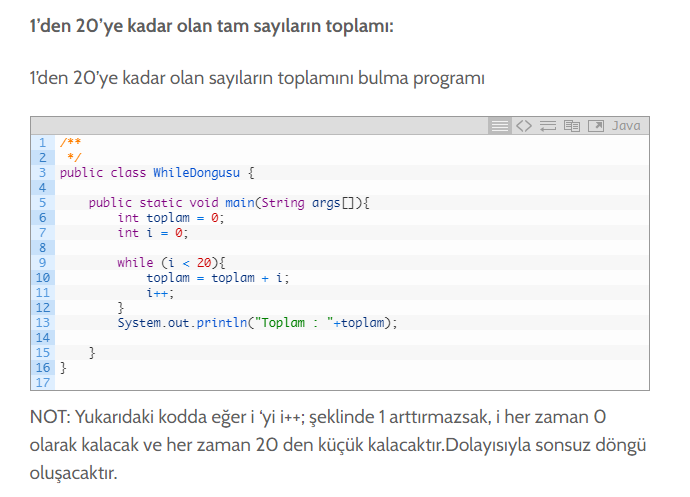 1’den 20’ye kadar olan tam sayıların toplamı:
1’den 20’ye kadar olan sayıların toplamını bulma programı
Java
1 /**
2  */
3 public class WhileDongusu {
4
5     public static void main(String args[]){
6         int toplam = 0;
7         int i = 0;
8
9         while (i < 20){
10             toplam = toplam + i;
11             i++;
12         }
13         System.out.println("Toplam : "+toplam);
14
15     }
16 }
17
NOT: Yukarıdaki kodda eğer i ‘yi i++; şeklinde 1 arttırmazsak, i her zaman 0
olarak kalacak ve her zaman 20 den küçük kalacaktır.Dolayısıyla sonsuz döngü
oluşacaktır.